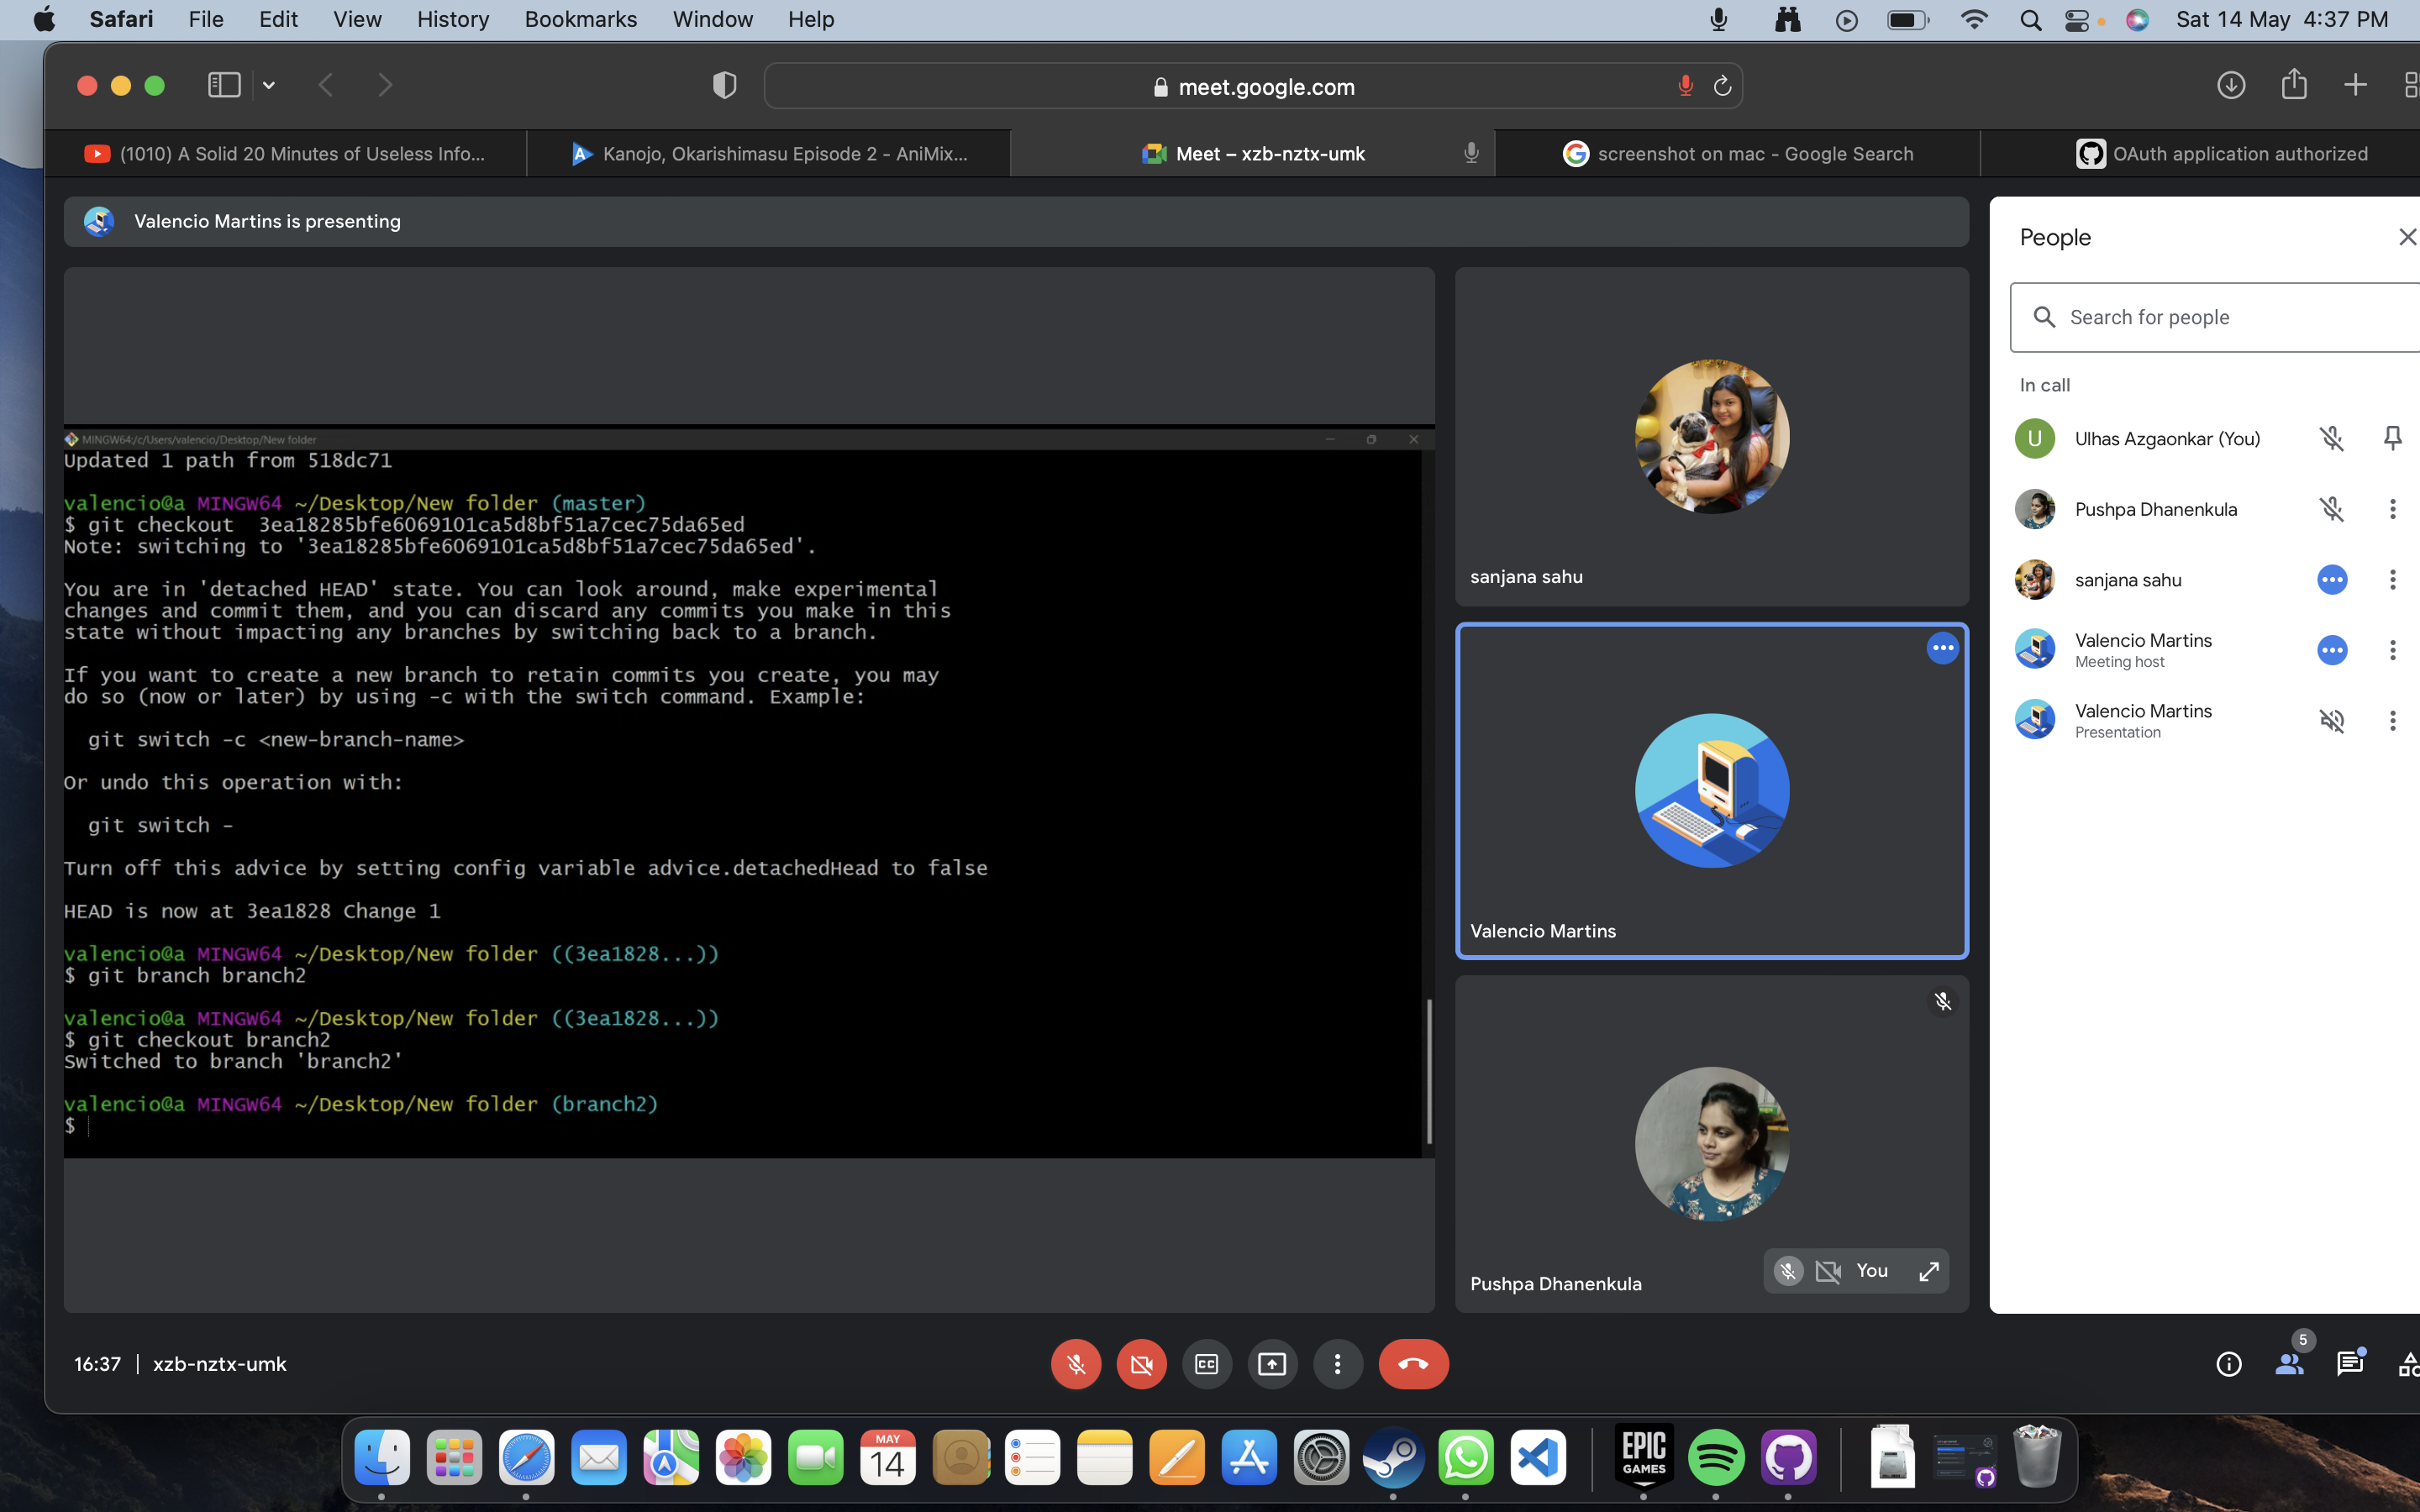 Safari File Edit View History Bookmarks Window Help Sat 14 May 4:37 PM
meet.google.com
(1010) A Solid 20 Minutes of Useless Info...
Kanojo, Okarishimasu Episode 2 - AniMix...
Meet – xzb-nztx-umk
screenshot on mac - Google Search
OAuth application authorized
Valencio Martins is presenting
MINGW64:/c/Users/valencio/Desktop/New folder
Updated 1 path from 518dc71
valencio@a MINGW64 ~/Desktop/New folder (master)
$ git checkout  3ea18285bfe6069101ca5d8bf51a7cec75da65ed
Note: switching to '3ea18285bfe6069101ca5d8bf51a7cec75da65ed'.
You are in 'detached HEAD' state. You can look around, make experimental
changes and commit them, and you can discard any commits you make in this
state without impacting any branches by switching back to a branch.
If you want to create a new branch to retain commits you create, you may
do so (now or later) by using -c with the switch command. Example:
git switch -c <new-branch-name>
Or undo this operation with:
git switch -
Turn off this advice by setting config variable advice.detachedHead to false
HEAD is now at 3ea1828 Change 1
valencio@a MINGW64 ~/Desktop/New folder ((3ea1828...))
$ git branch branch2
valencio@a MINGW64 ~/Desktop/New folder ((3ea1828...))
$ git checkout branch2
Switched to branch 'branch2'
valencio@a MINGW64 ~/Desktop/New folder (branch2)
$
sanjana sahu
Valencio Martins
Pushpa Dhanenkula
You
People
Search for people
In call
U
Ulhas Azgaonkar (You)
Pushpa Dhanenkula
sanjana sahu
Valencio Martins
Meeting host
Valencio Martins
Presentation
16:37 | xzb-nztx-umk
CC
5
MAY
14
EPIC
GAMES